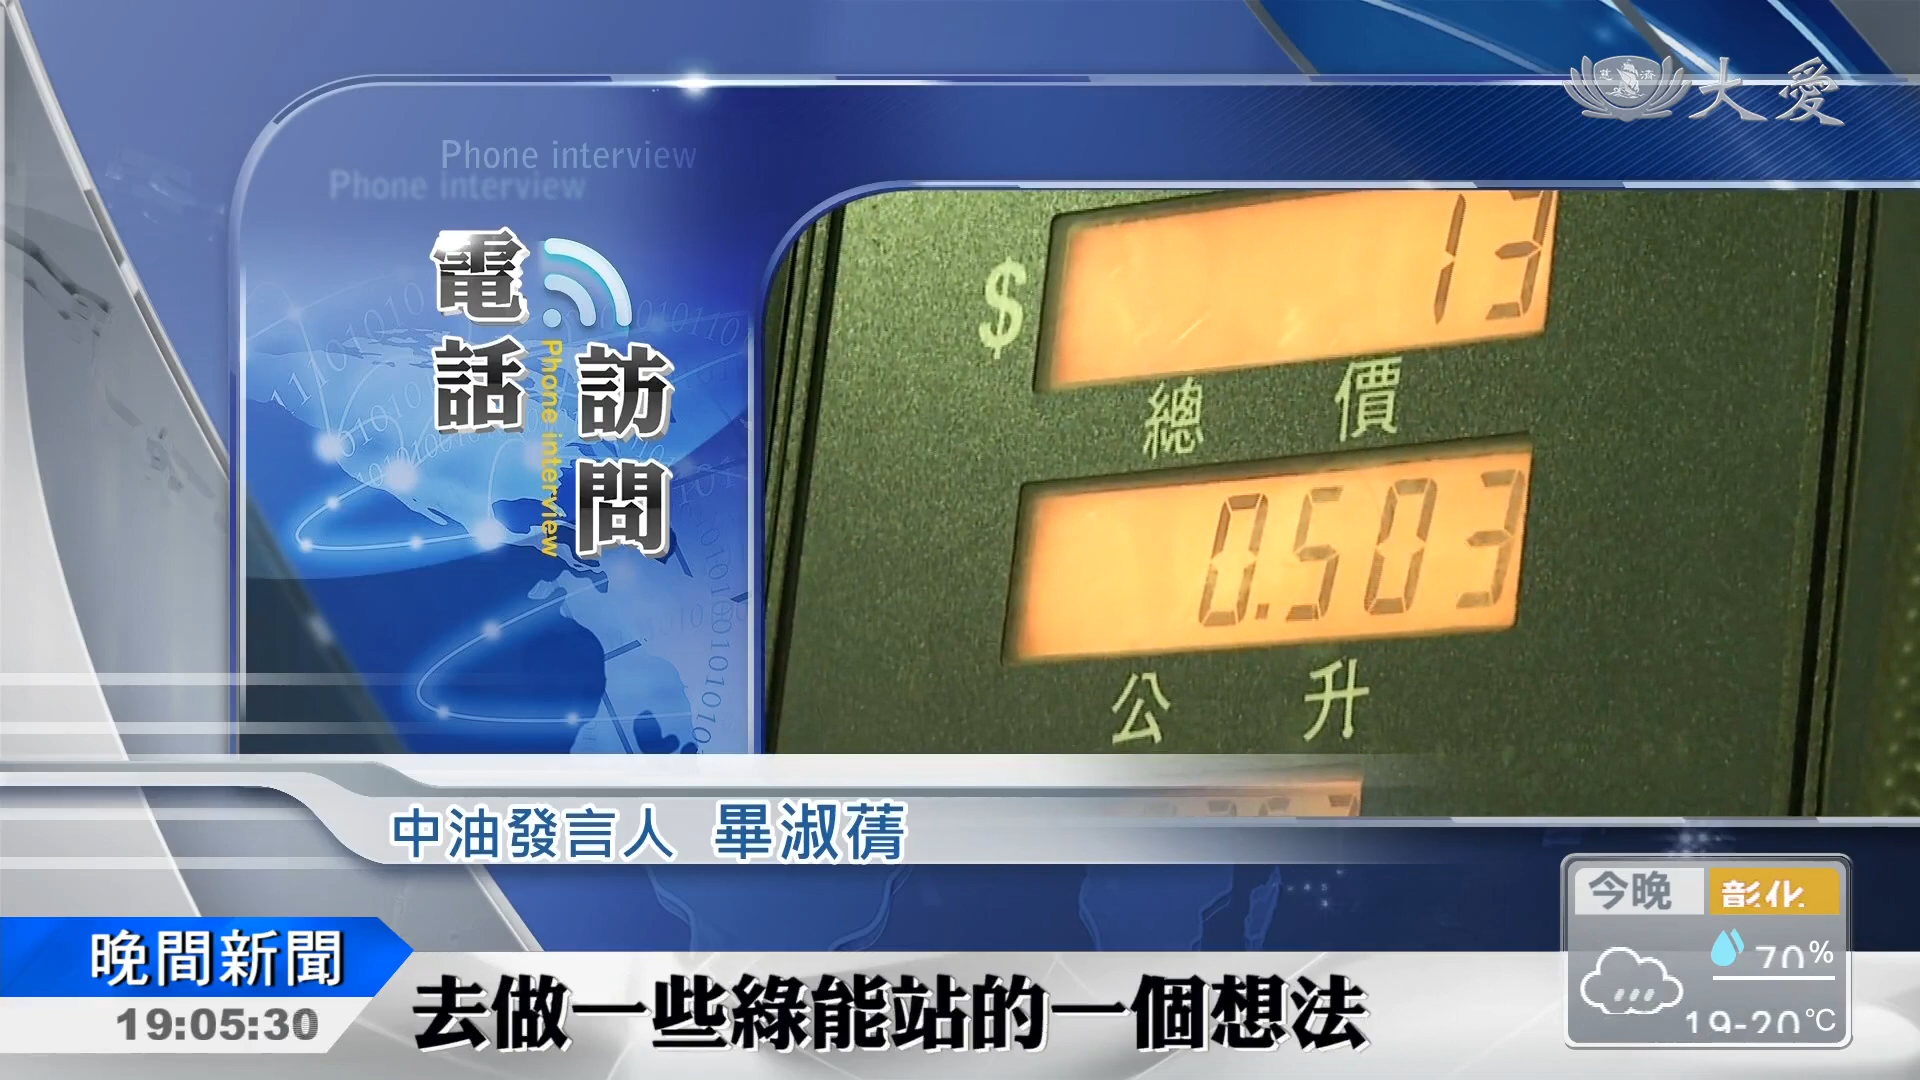 慈濟
大愛
Phone interview
Phone interview
電話
訪問
Phone interview
$ 13
總價
0.503
公升
中油發言人 畢淑蒨
晚間新聞
19:05:30
去做一些綠能站的一個想法
今晚 彰化
70%
19-20°C